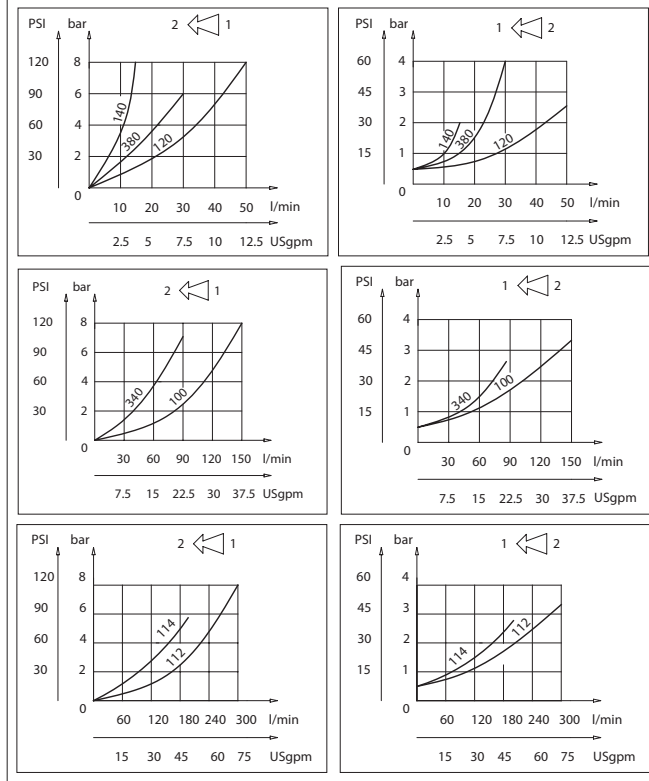 PSI bar 2 1
120 8
90 6
60 4
30 2
0
140 380 120
10 20 30 40 50 l/min
2.5 5 7.5 10 12.5 USgpm
PSI bar 1 2
60 4
45 3
30 2
15 1
0
140 380 120
10 20 30 40 50 l/min
2.5 5 7.5 10 12.5 USgpm
PSI bar 2 1
120 8
90 6
60 4
30 2
0
340 100
30 60 90 120 150 l/min
7.5 15 22.5 30 37.5 USgpm
PSI bar 1 2
60 4
45 3
30 2
15 1
0
340 100
30 60 90 120 150 l/min
7.5 15 22.5 30 37.5 USgpm
PSI bar 2 1
120 8
90 6
60 4
30 2
0
114 112
60 120 180 240 300 l/min
15 30 45 60 75 USgpm
PSI bar 1 2
60 4
45 3
30 2
15 1
0
114 112
60 120 180 240 300 l/min
15 30 45 60 75 USgpm